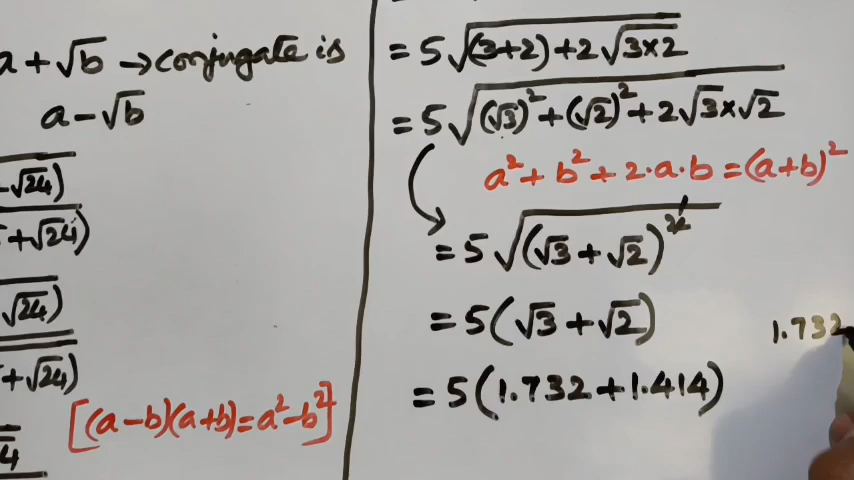 a + √b → conjugate is
a − √b
− √24)
+ √24)
√24)
+ √24)
[(a − b)(a + b) = a² − b²]
= 5√((3+2) + 2√(3×2))
= 5√((√3)² + (√2)² + 2√3 × √2)
a² + b² + 2·a·b = (a + b)²
= 5√((√3 + √2)²)
= 5(√3 + √2)
1.732
= 5(1.732 + 1.414)